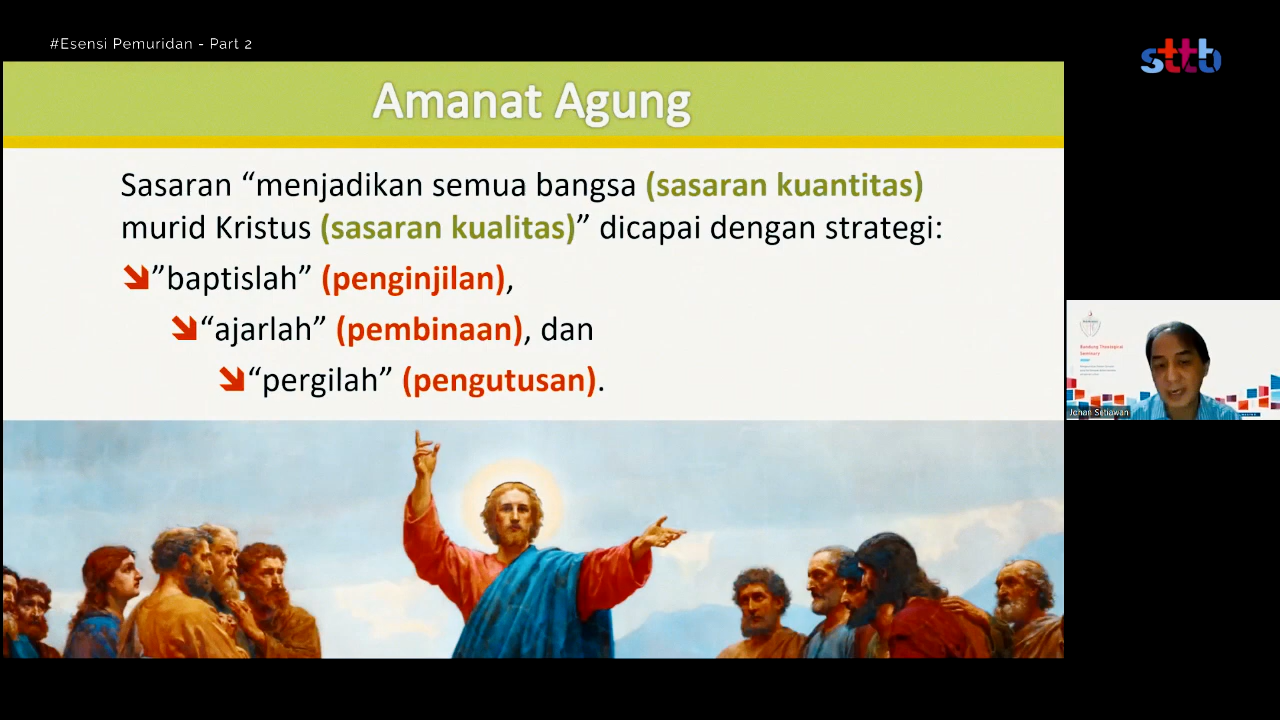 #Esensi Pemuridan - Part 2
sttb
Amanat Agung
Sasaran “menjadikan semua bangsa (sasaran kuantitas)
murid Kristus (sasaran kualitas)” dicapai dengan strategi:
”baptislah” (penginjilan),
“ajarlah” (pembinaan), dan
“pergilah” (pengutusan).
Bandung Theological
Seminary
Johan Setiawan